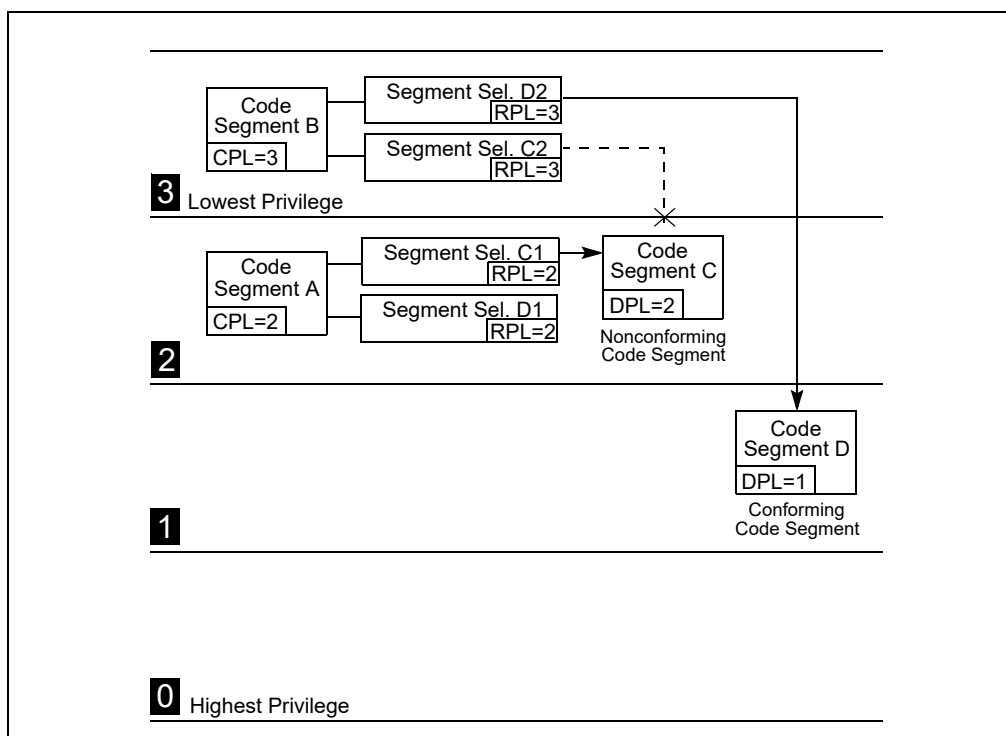 Code
Segment B
CPL=3
Segment Sel. D2
RPL=3
Segment Sel. C2
RPL=3
3 Lowest Privilege
Code
Segment A
CPL=2
Segment Sel. C1
RPL=2
Segment Sel. D1
RPL=2
Code
Segment C
DPL=2
Nonconforming
Code Segment
2
Code
Segment D
DPL=1
Conforming
Code Segment
1
0 Highest Privilege